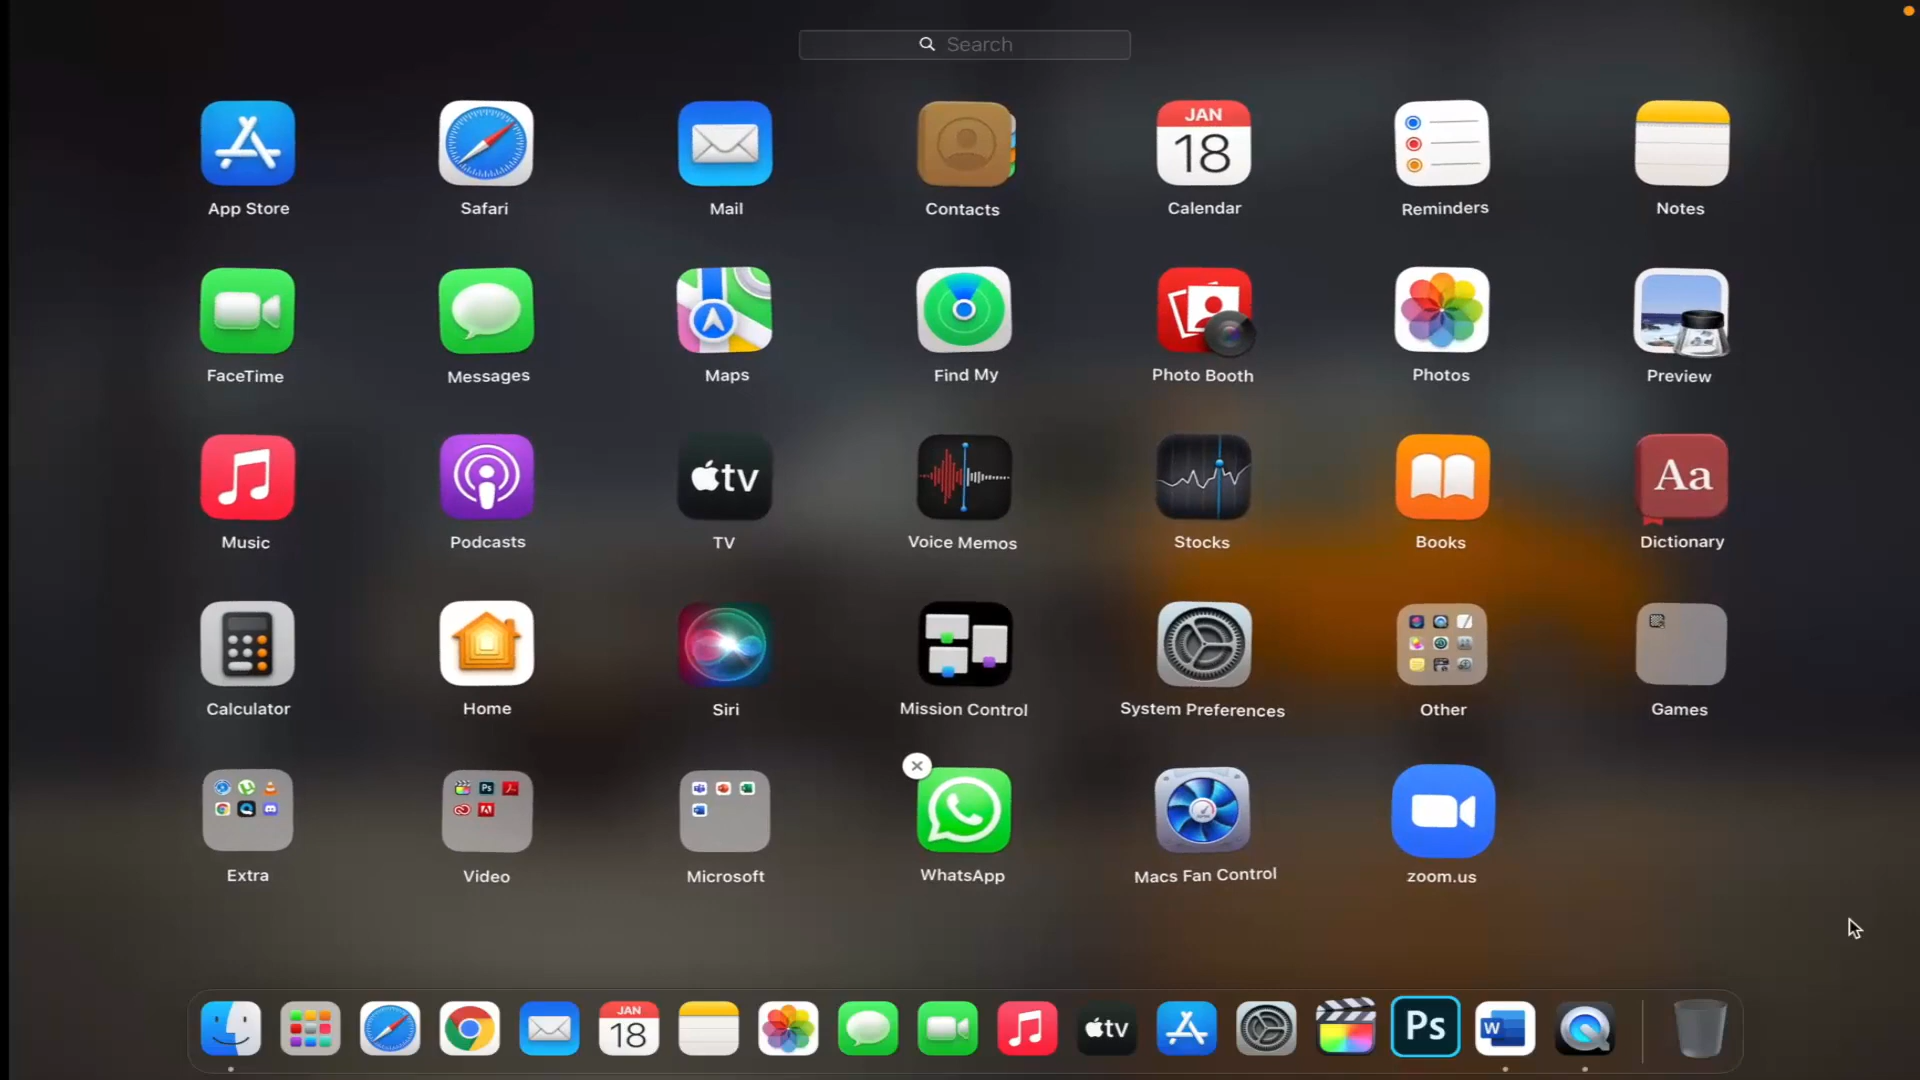 Search
JAN
18
App Store
Safari
Mail
Contacts
Calendar
Reminders
Notes
FaceTime
Messages
Maps
Find My
Photo Booth
Photos
Preview
tv
Aa
Music
Podcasts
TV
Voice Memos
Stocks
Books
Dictionary
Calculator
Home
Siri
Mission Control
System Preferences
Other
Games
Ps
Extra
Video
Microsoft
WhatsApp
Macs Fan Control
zoom.us
JAN
18
tv
Ps
W